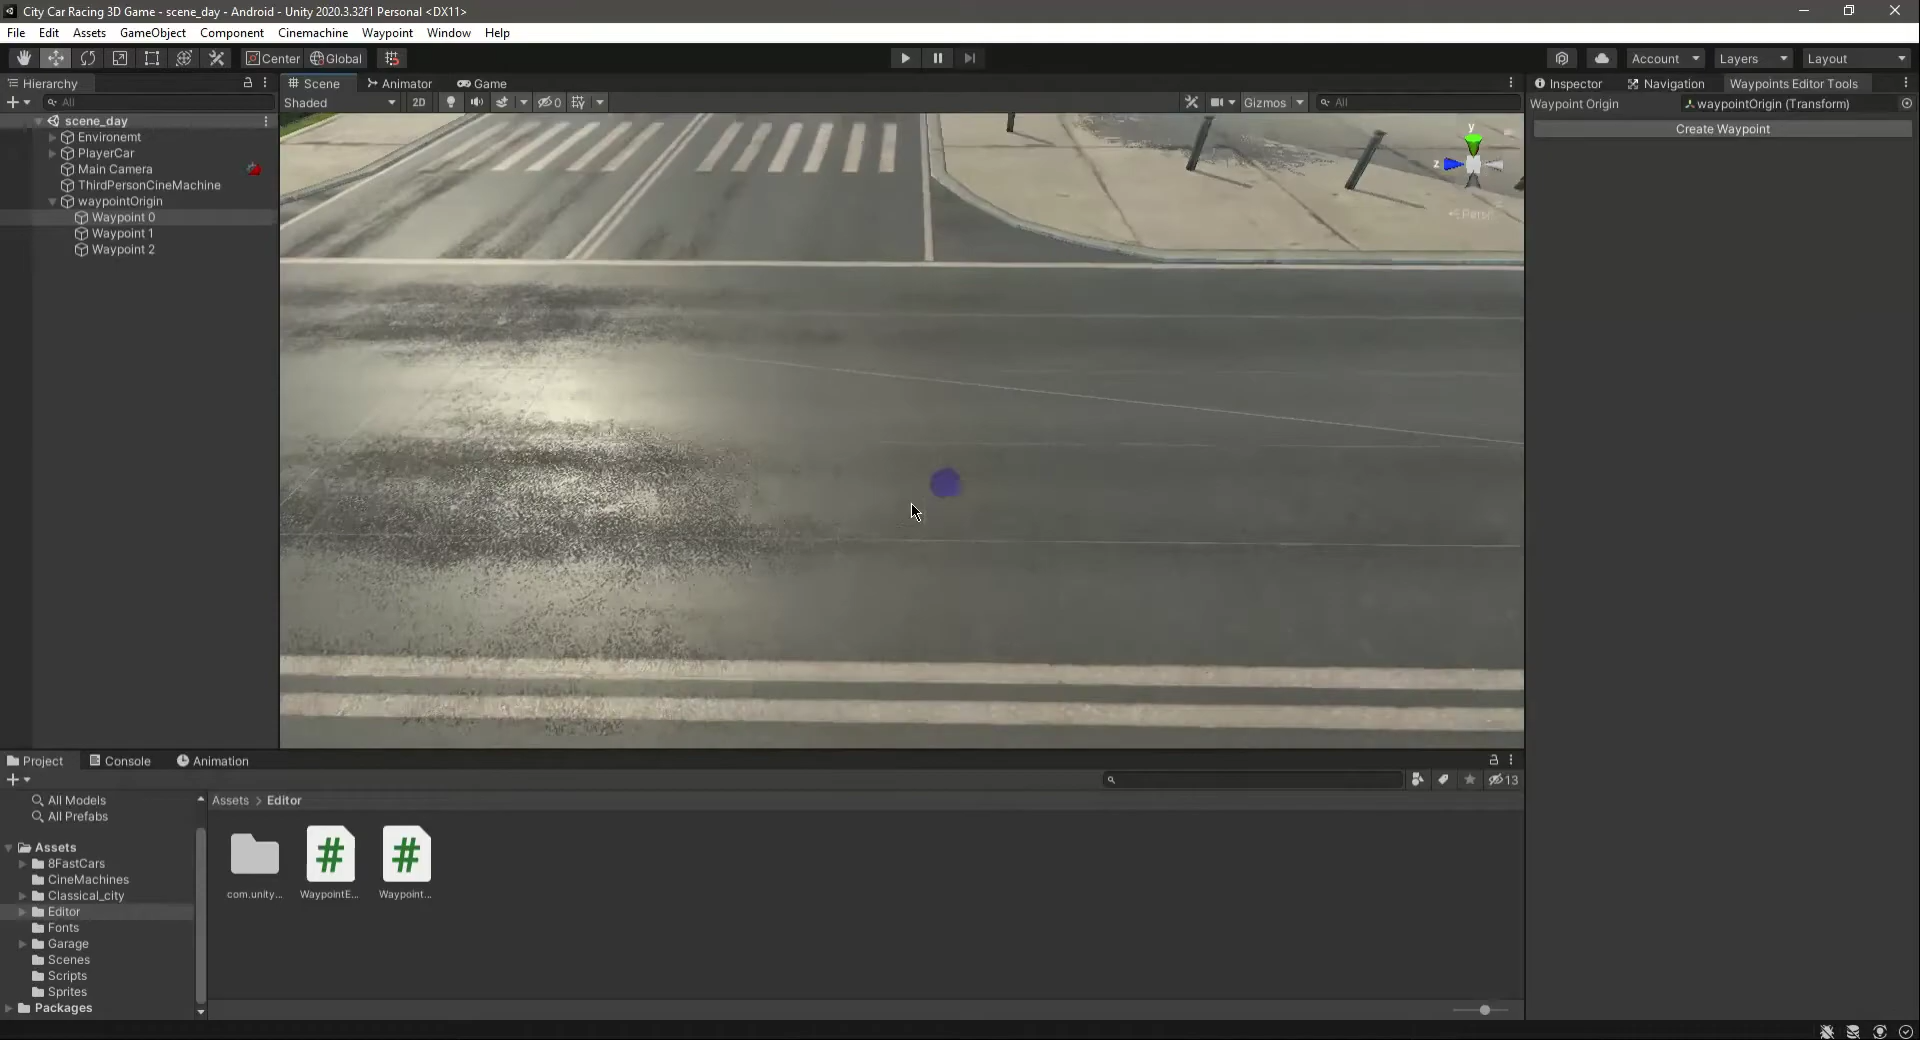 City Car Racing 3D Game - scene_day - Android - Unity 2020.3.32f1 Personal <DX11>
File Edit Assets GameObject Component Cinemachine Waypoint Window Help
Center Global Account Layers Layout
Hierarchy
All
scene_day
Environemt
PlayerCar
Main Camera
ThirdPersonCineMachine
waypointOrigin
Waypoint 0
Waypoint 1
Waypoint 2
Scene Animator Game
Shaded 2D 0 Gizmos All
y
z
Persp
Inspector Navigation Waypoints Editor Tools
Waypoint Origin waypointOrigin (Transform)
Create Waypoint
Project Console Animation
13
All Models
All Prefabs
Assets
8FastCars
CineMachines
Classical_city
Editor
Fonts
Garage
Scenes
Scripts
Sprites
Packages
Assets > Editor
com.unity... WaypointE... Waypoint...